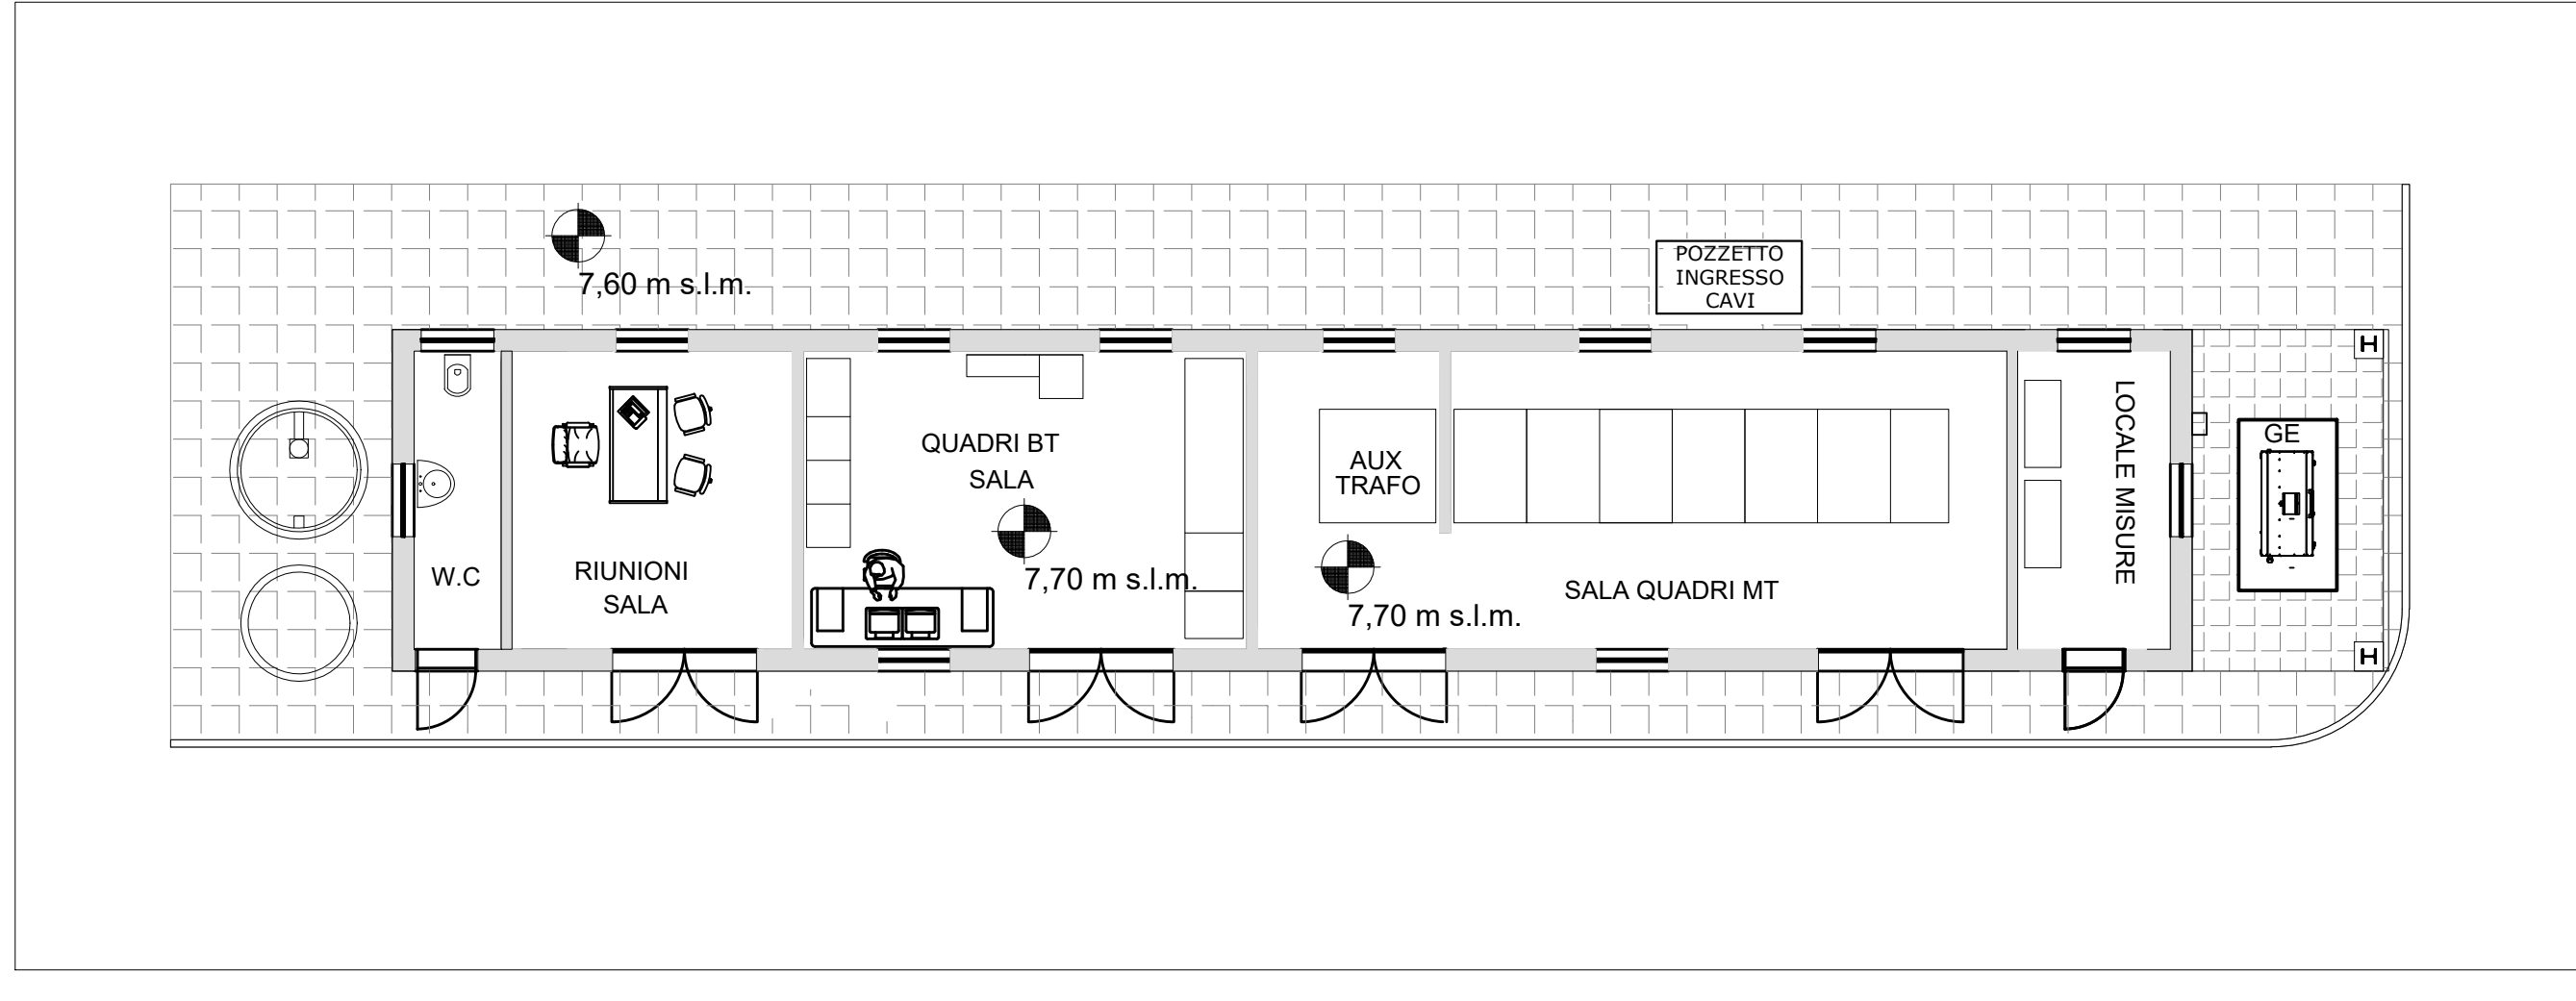 7,60 m s.l.m.
POZZETTO
INGRESSO
CAVI
W.C
RIUNIONI
SALA
QUADRI BT
SALA
7,70 m s.l.m.
AUX
TRAFO
7,70 m s.l.m.
SALA QUADRI MT
LOCALE MISURE
GE
H
H